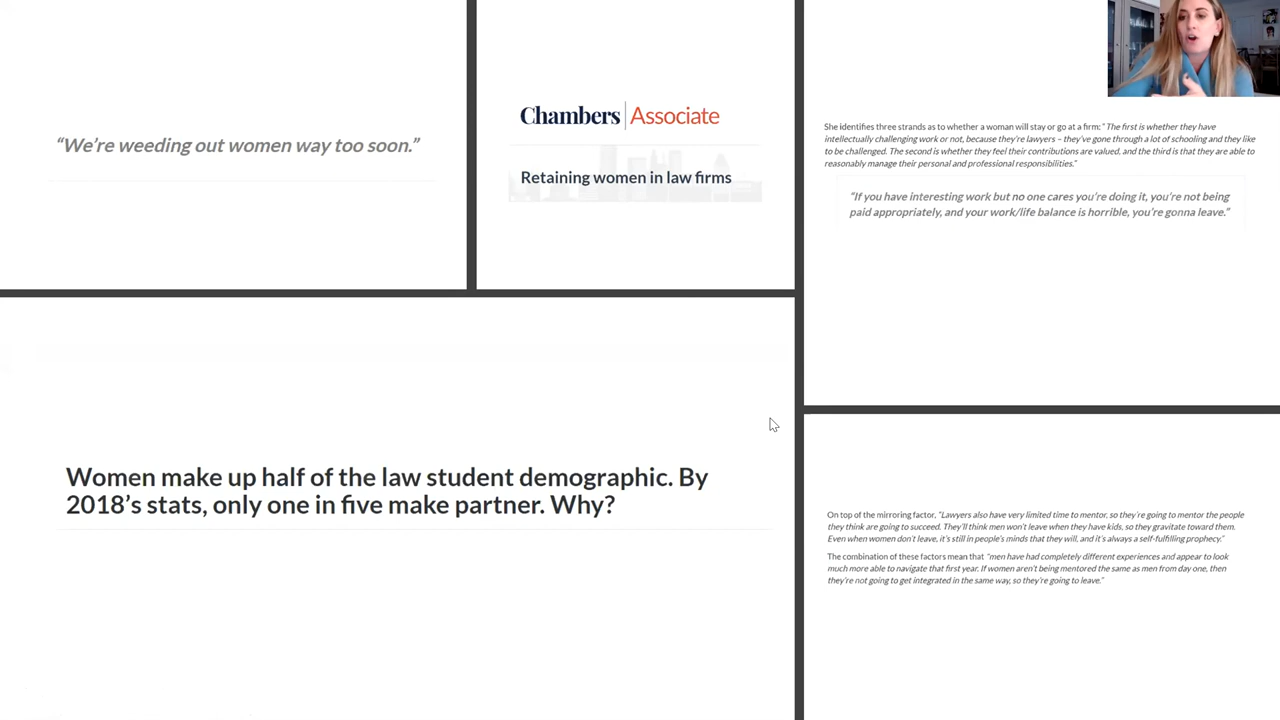 “We’re weeding out women way too soon.”
Chambers Associate
Retaining women in law firms
Women make up half of the law student demographic. By
2018’s stats, only one in five make partner. Why?
She identifies three strands as to whether a woman will stay or go at a firm: “The first is whether they have
intellectually challenging work or not, because they’re lawyers – they’ve gone through a lot of schooling and they like
to be challenged. The second is whether they feel their contributions are valued, and the third is that they are able to
reasonably manage their personal and professional responsibilities.”
“If you have interesting work but no one cares you’re doing it, you’re not being
paid appropriately, and your work/life balance is horrible, you’re gonna leave.”
On top of the mirroring factor, “Lawyers also have very limited time to mentor, so they’re going to mentor the people
they think are going to succeed. They’ll think men won’t leave when they have kids, so they gravitate toward them.
Even when women don’t leave, it’s still in people’s minds that they will, and it’s always a self-fulfilling prophecy.”
The combination of these factors mean that “men have had completely different experiences and appear to look
much more able to navigate that first year. If women aren’t being mentored the same as men from day one, then
they’re not going to get integrated in the same way, so they’re going to leave.”